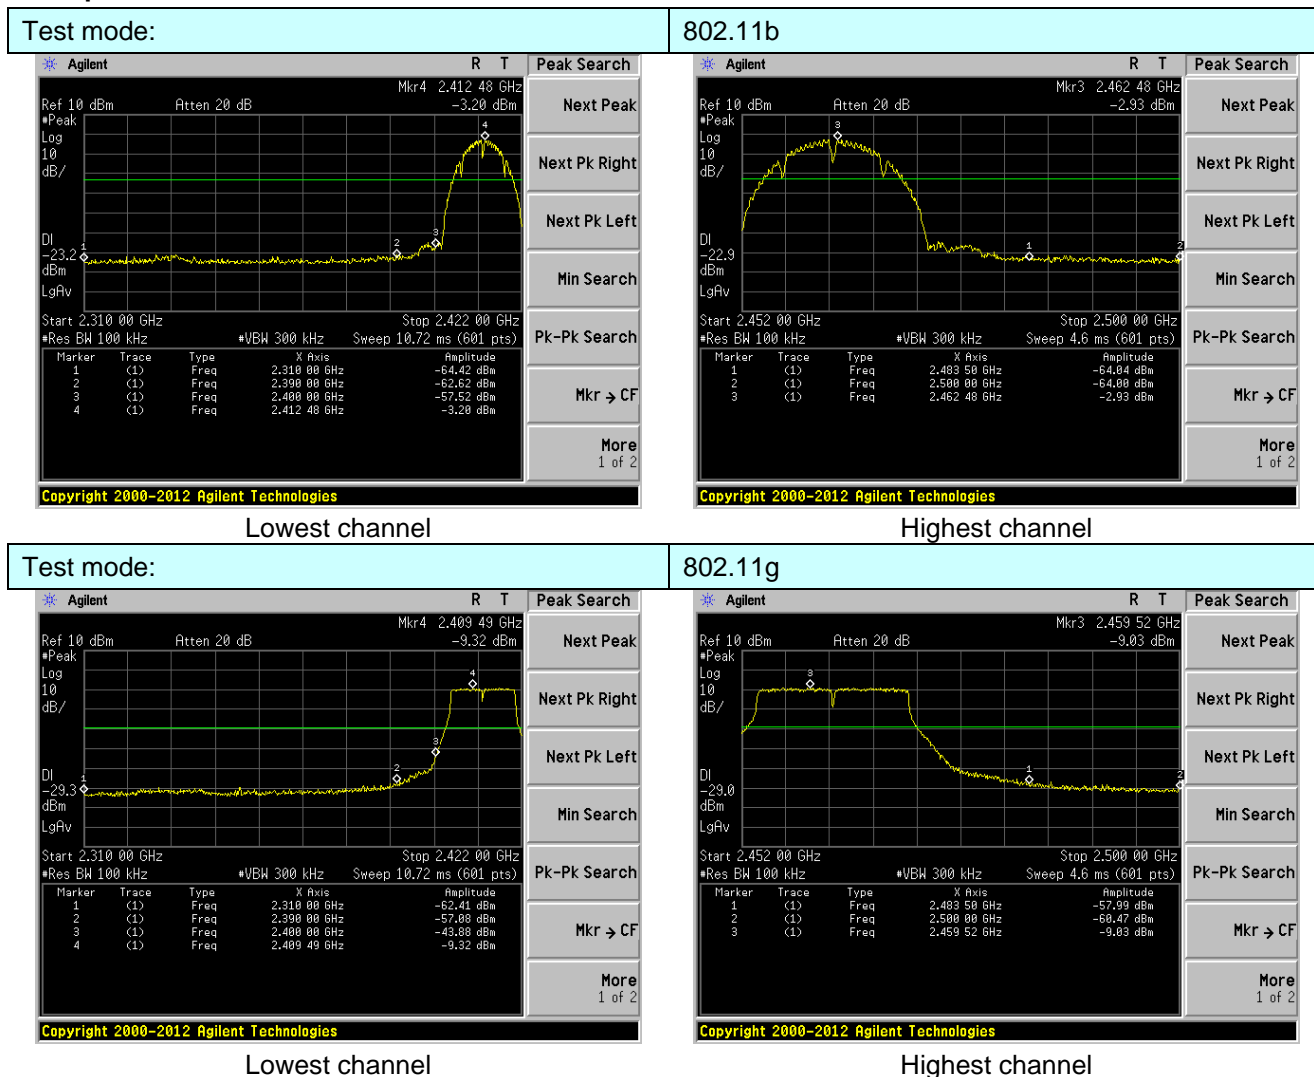 Test mode: 802.11b
Agilent R T Peak Search
Mkr4 2.412 48 GHz
Ref 10 dBm Atten 20 dB -3.20 dBm
#Peak
Log
10
dB/
DI
-23.2
dBm
LgAv
1
2
3
4
Start 2.310 00 GHz Stop 2.422 00 GHz
#Res BW 100 kHz #VBW 300 kHz Sweep 10.72 ms (601 pts)
Marker Trace Type X Axis Amplitude
1 (1) Freq 2.310 00 GHz -64.42 dBm
2 (1) Freq 2.390 00 GHz -62.62 dBm
3 (1) Freq 2.400 00 GHz -57.52 dBm
4 (1) Freq 2.412 48 GHz -3.20 dBm
Next Peak
Next Pk Right
Next Pk Left
Min Search
Pk-Pk Search
Mkr → CF
More
1 of 2
Copyright 2000-2012 Agilent Technologies
Lowest channel
Agilent R T Peak Search
Mkr3 2.462 48 GHz
Ref 10 dBm Atten 20 dB -2.93 dBm
#Peak
Log
10
dB/
DI
-22.9
dBm
LgAv
3
1
2
Start 2.452 00 GHz Stop 2.500 00 GHz
#Res BW 100 kHz #VBW 300 kHz Sweep 4.6 ms (601 pts)
Marker Trace Type X Axis Amplitude
1 (1) Freq 2.483 50 GHz -64.04 dBm
2 (1) Freq 2.500 00 GHz -64.00 dBm
3 (1) Freq 2.462 48 GHz -2.93 dBm
Next Peak
Next Pk Right
Next Pk Left
Min Search
Pk-Pk Search
Mkr → CF
More
1 of 2
Copyright 2000-2012 Agilent Technologies
Highest channel
Test mode: 802.11g
Agilent R T Peak Search
Mkr4 2.409 49 GHz
Ref 10 dBm Atten 20 dB -9.32 dBm
#Peak
Log
10
dB/
DI
-29.3
dBm
LgAv
1
2
3
4
Start 2.310 00 GHz Stop 2.422 00 GHz
#Res BW 100 kHz #VBW 300 kHz Sweep 10.72 ms (601 pts)
Marker Trace Type X Axis Amplitude
1 (1) Freq 2.310 00 GHz -62.41 dBm
2 (1) Freq 2.390 00 GHz -57.08 dBm
3 (1) Freq 2.400 00 GHz -43.88 dBm
4 (1) Freq 2.409 49 GHz -9.32 dBm
Next Peak
Next Pk Right
Next Pk Left
Min Search
Pk-Pk Search
Mkr → CF
More
1 of 2
Copyright 2000-2012 Agilent Technologies
Lowest channel
Agilent R T Peak Search
Mkr3 2.459 52 GHz
Ref 10 dBm Atten 20 dB -9.03 dBm
#Peak
Log
10
dB/
DI
-29.0
dBm
LgAv
3
1
2
Start 2.452 00 GHz Stop 2.500 00 GHz
#Res BW 100 kHz #VBW 300 kHz Sweep 4.6 ms (601 pts)
Marker Trace Type X Axis Amplitude
1 (1) Freq 2.483 50 GHz -57.99 dBm
2 (1) Freq 2.500 00 GHz -60.47 dBm
3 (1) Freq 2.459 52 GHz -9.03 dBm
Next Peak
Next Pk Right
Next Pk Left
Min Search
Pk-Pk Search
Mkr → CF
More
1 of 2
Copyright 2000-2012 Agilent Technologies
Highest channel